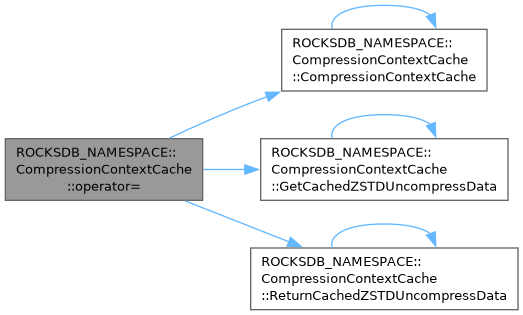 ROCKSDB_NAMESPACE::
CompressionContextCache
::CompressionContextCache
ROCKSDB_NAMESPACE::
CompressionContextCache
::operator=
ROCKSDB_NAMESPACE::
CompressionContextCache
::GetCachedZSTDUncompressData
ROCKSDB_NAMESPACE::
CompressionContextCache
::ReturnCachedZSTDUncompressData